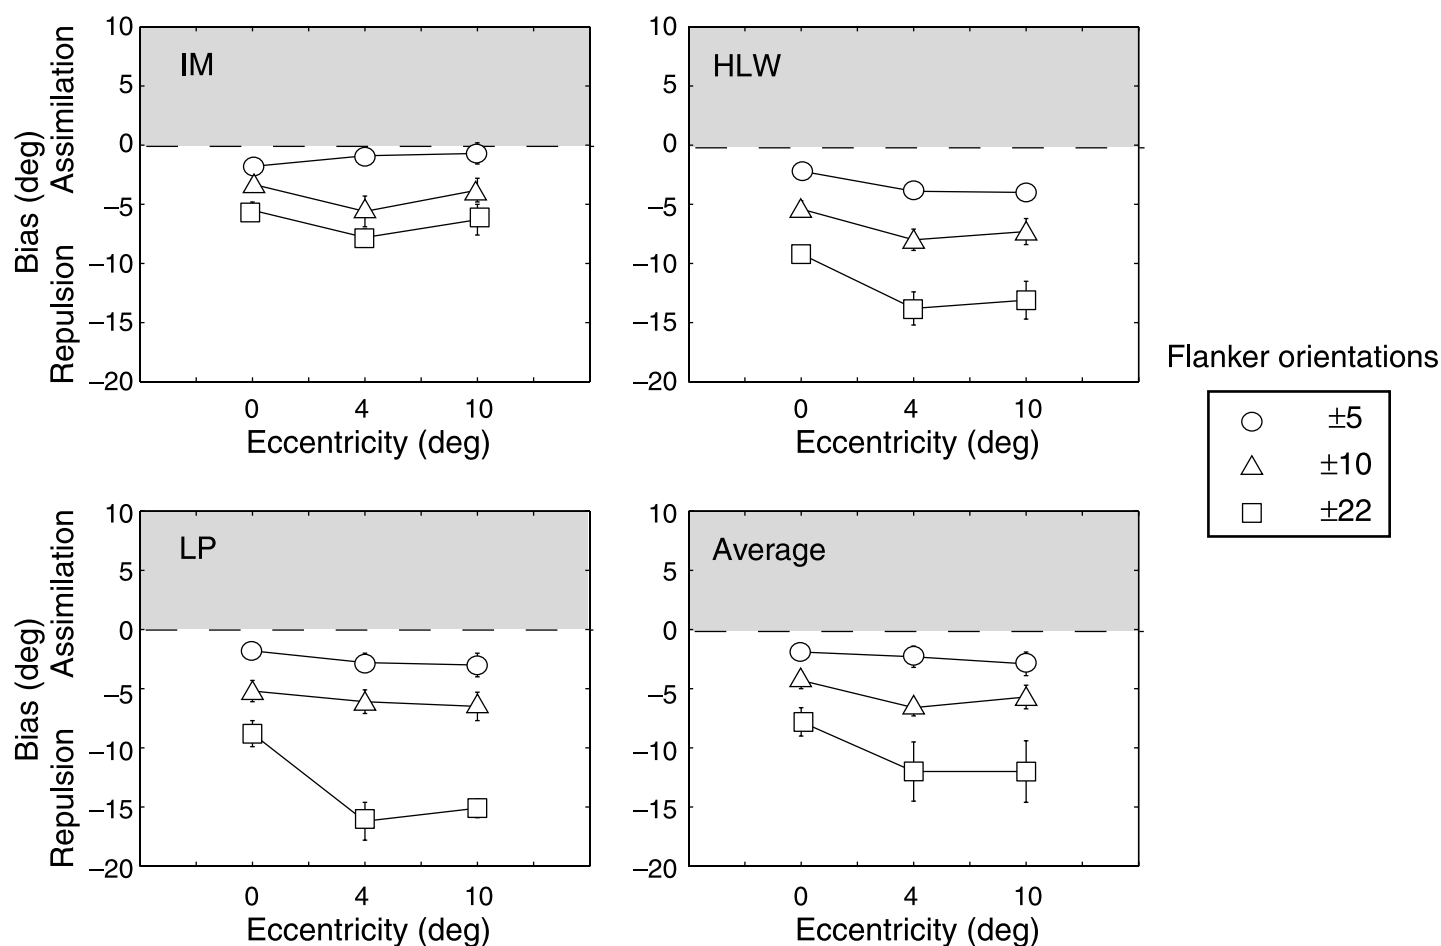 IM
10
5
0
−5
−10
−15
−20
Bias (deg)
Repulsion Assimilation
0 4 10
Eccentricity (deg)
HLW
10
5
0
−5
−10
−15
−20
0 4 10
Eccentricity (deg)
Flanker orientations
±5
±10
±22
LP
10
5
0
−5
−10
−15
−20
Bias (deg)
Repulsion Assimilation
0 4 10
Eccentricity (deg)
Average
10
5
0
−5
−10
−15
−20
0 4 10
Eccentricity (deg)